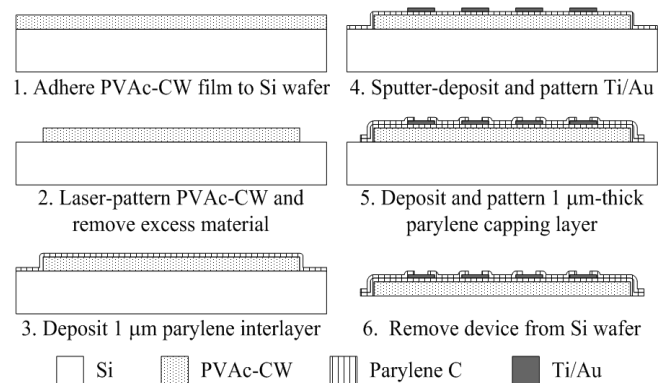 1. Adhere PVAc-CW film to Si wafer
2. Laser-pattern PVAc-CW and
remove excess material
3. Deposit 1 μm parylene interlayer
4. Sputter-deposit and pattern Ti/Au
5. Deposit and pattern 1 μm-thick
parylene capping layer
6. Remove device from Si wafer
Si
PVAc-CW
Parylene C
Ti/Au